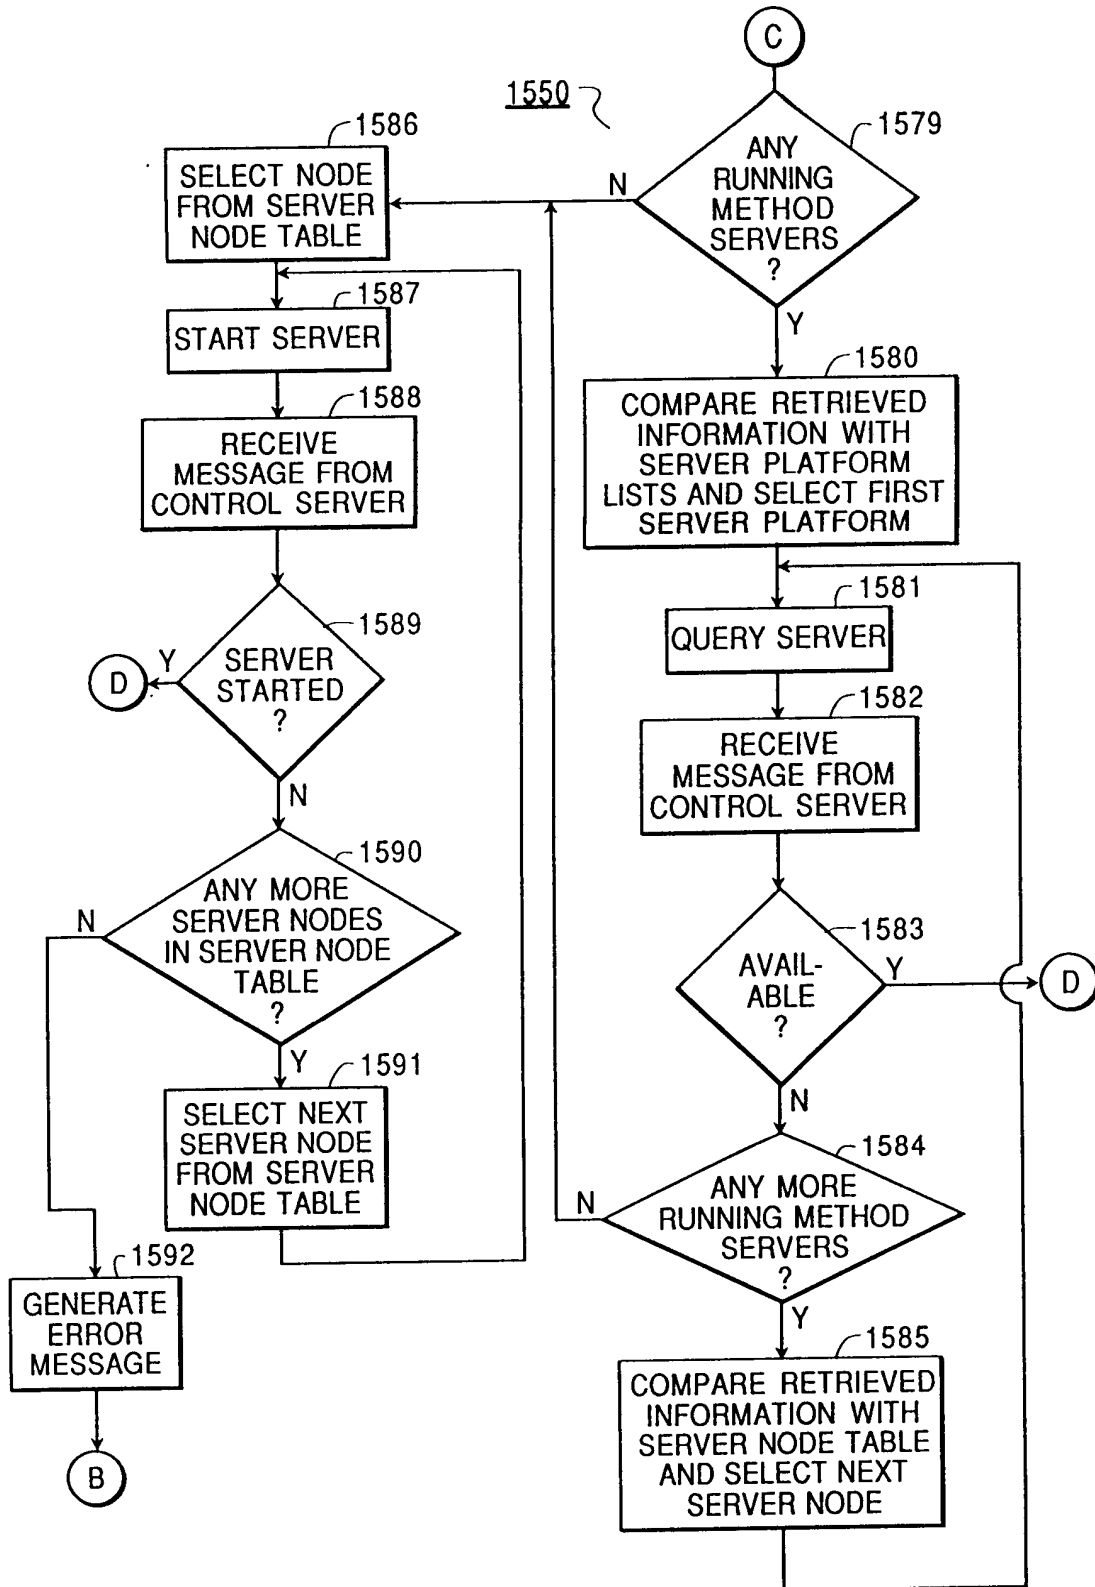 C
1550
1579
ANY
RUNNING
METHOD
SERVERS
?
N
Y
1586
SELECT NODE
FROM SERVER
NODE TABLE
1587
START SERVER
1588
RECEIVE
MESSAGE FROM
CONTROL SERVER
1589
SERVER
STARTED
?
Y
D
N
1590
ANY MORE
SERVER NODES
IN SERVER NODE
TABLE
?
N
Y
1591
SELECT NEXT
SERVER NODE
FROM SERVER
NODE TABLE
1592
GENERATE
ERROR
MESSAGE
B
1580
COMPARE RETRIEVED
INFORMATION WITH
SERVER PLATFORM
LISTS AND SELECT FIRST
SERVER PLATFORM
1581
QUERY SERVER
1582
RECEIVE
MESSAGE FROM
CONTROL SERVER
1583
AVAIL-
ABLE
?
Y
D
N
1584
ANY MORE
RUNNING METHOD
SERVERS
?
N
Y
1585
COMPARE RETRIEVED
INFORMATION WITH
SERVER NODE TABLE
AND SELECT NEXT
SERVER NODE